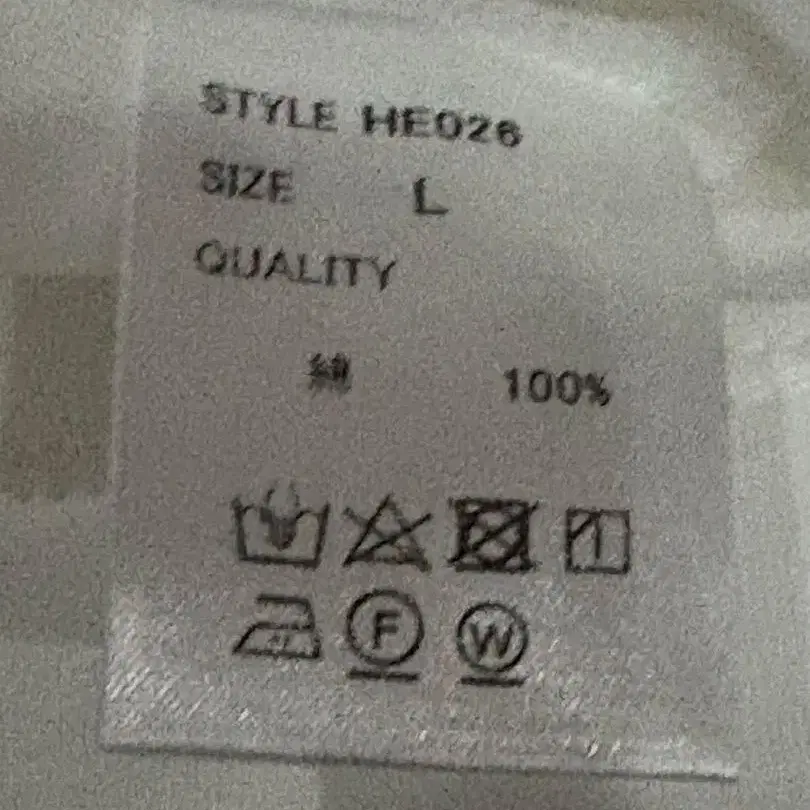 STYLE HE026
SIZE L
QUALITY
綿 100%
F W